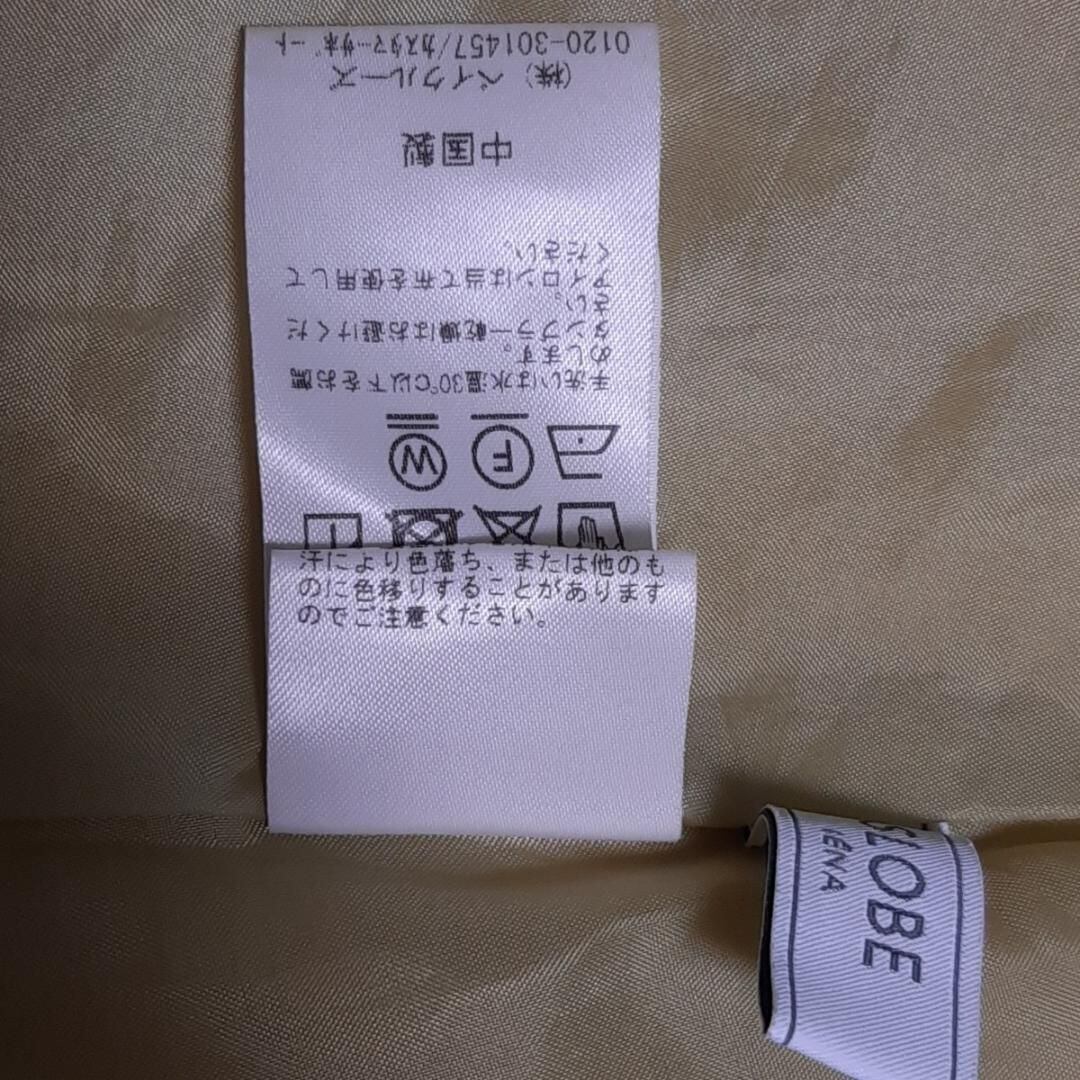 手洗いは水温30℃以下をお薦
めします。
タンブラー乾燥はお避けくだ
さい。
アイロンは当て布を使用して
ください。
中国製
(株) ベイクルーズ
0120-301457/カスタマーサポート
汗により色落ち、または他のも
のに色移りすることがあります
のでご注意ください。
W
F
SLOBE
IENA